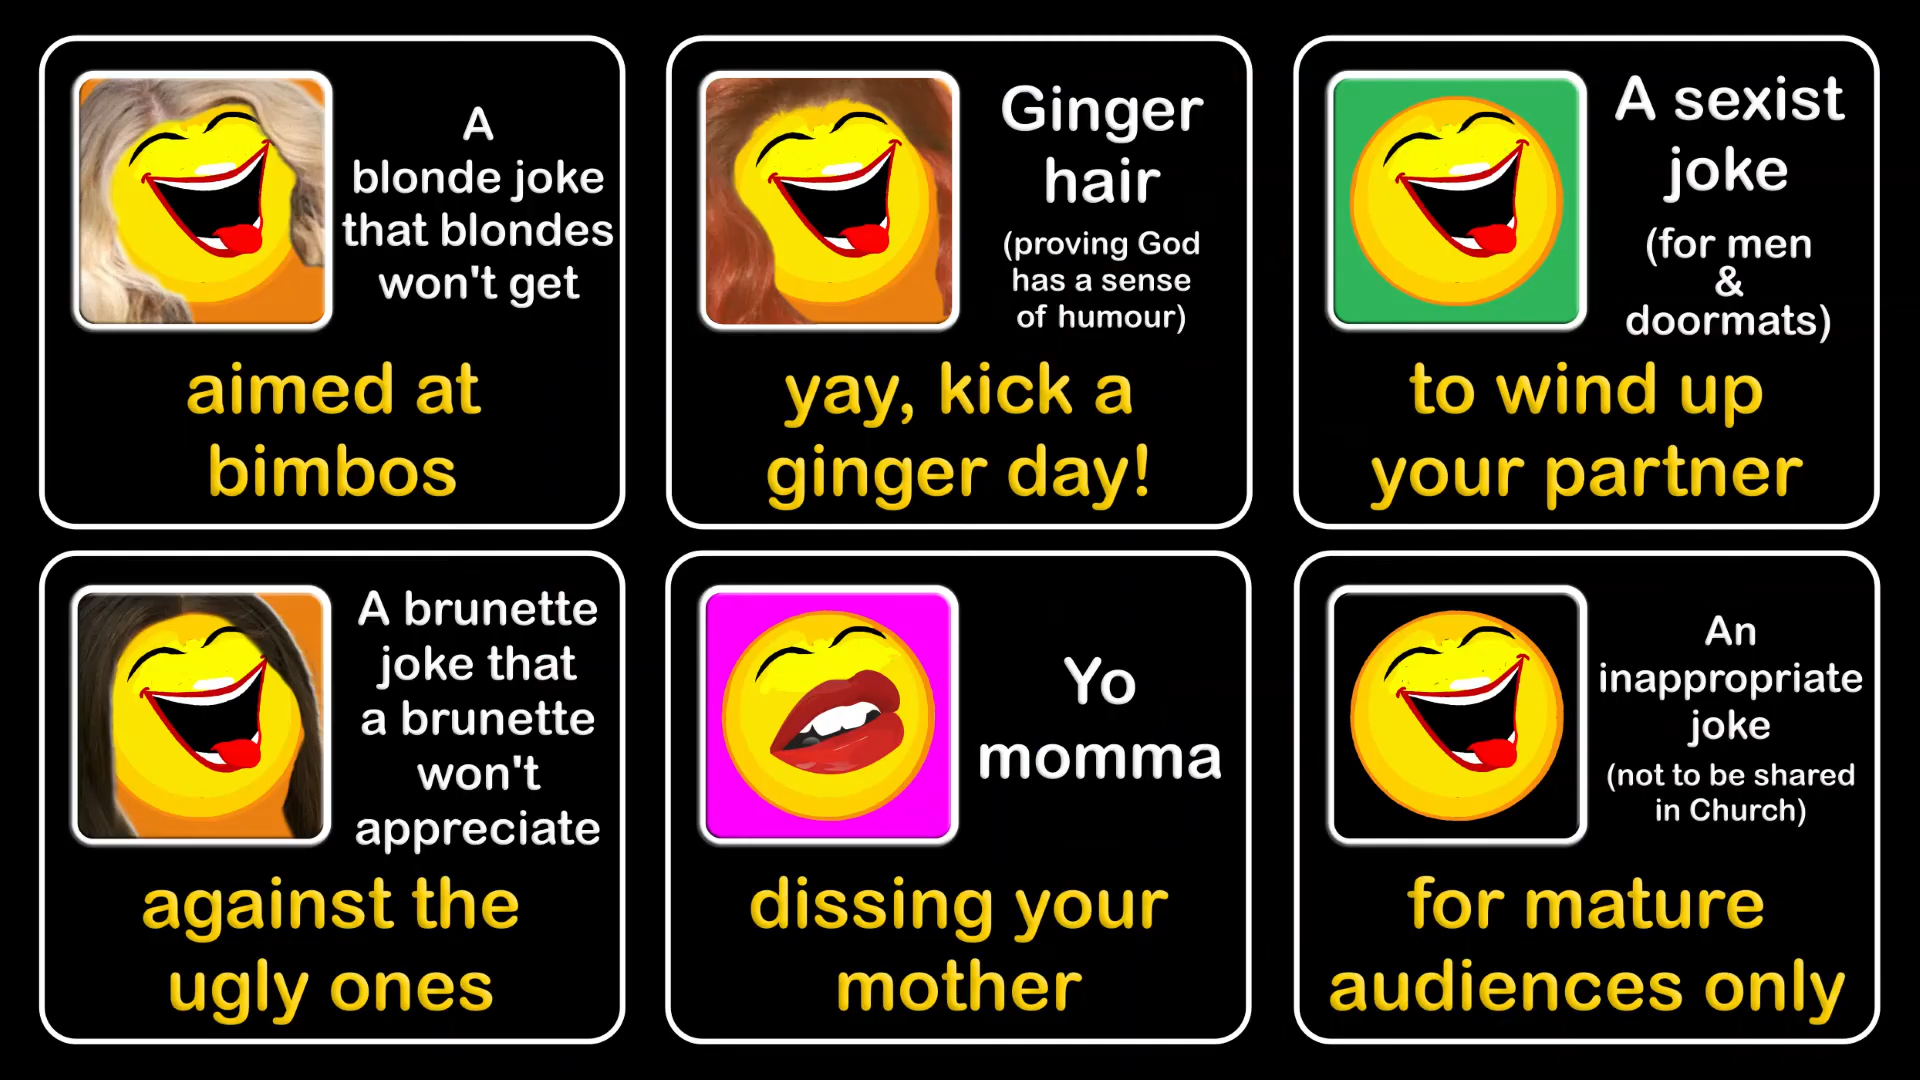 A
blonde joke
that blondes
won't get
aimed at
bimbos
Ginger
hair
(proving God
has a sense
of humour)
yay, kick a
ginger day!
A sexist
joke
(for men
&
doormats)
to wind up
your partner
A brunette
joke that
a brunette
won't
appreciate
against the
ugly ones
Yo
momma
dissing your
mother
An
inappropriate
joke
(not to be shared
in Church)
for mature
audiences only